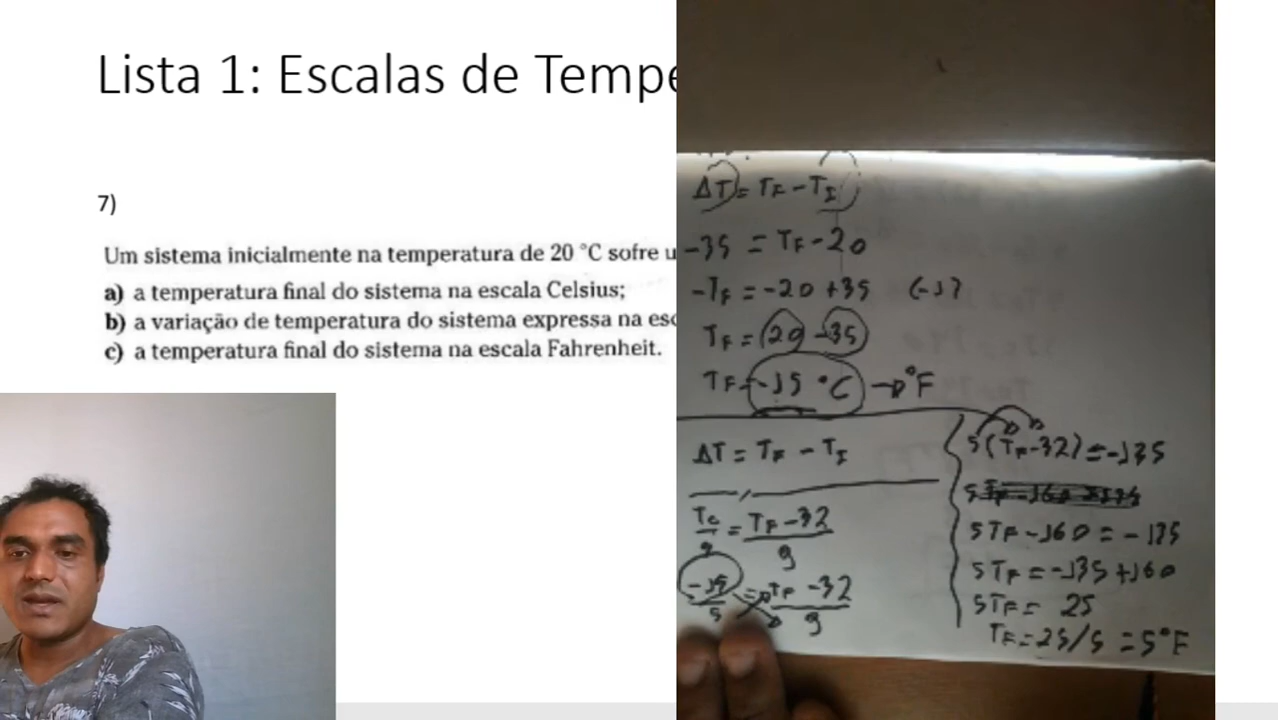 Lista 1: Escalas de Tempe
7)
Um sistema inicialmente na temperatura de 20 °C sofre u
a) a temperatura final do sistema na escala Celsius;
b) a variação de temperatura do sistema expressa na esc
c) a temperatura final do sistema na escala Fahrenheit.
ΔT = TF - TI
-35 = TF - 20
-TF = -20 + 35 (-1)
TF = 20 - 35
TF = -15 °C → °F
ΔT = TF - TI
TC/9 = TF - 32/9
-15/5 = TF - 32/9
5(TF - 32) = -135
5TF - 160 = -135
5TF = -135 + 160
5TF = 25
TF = 25/5 = 5°F